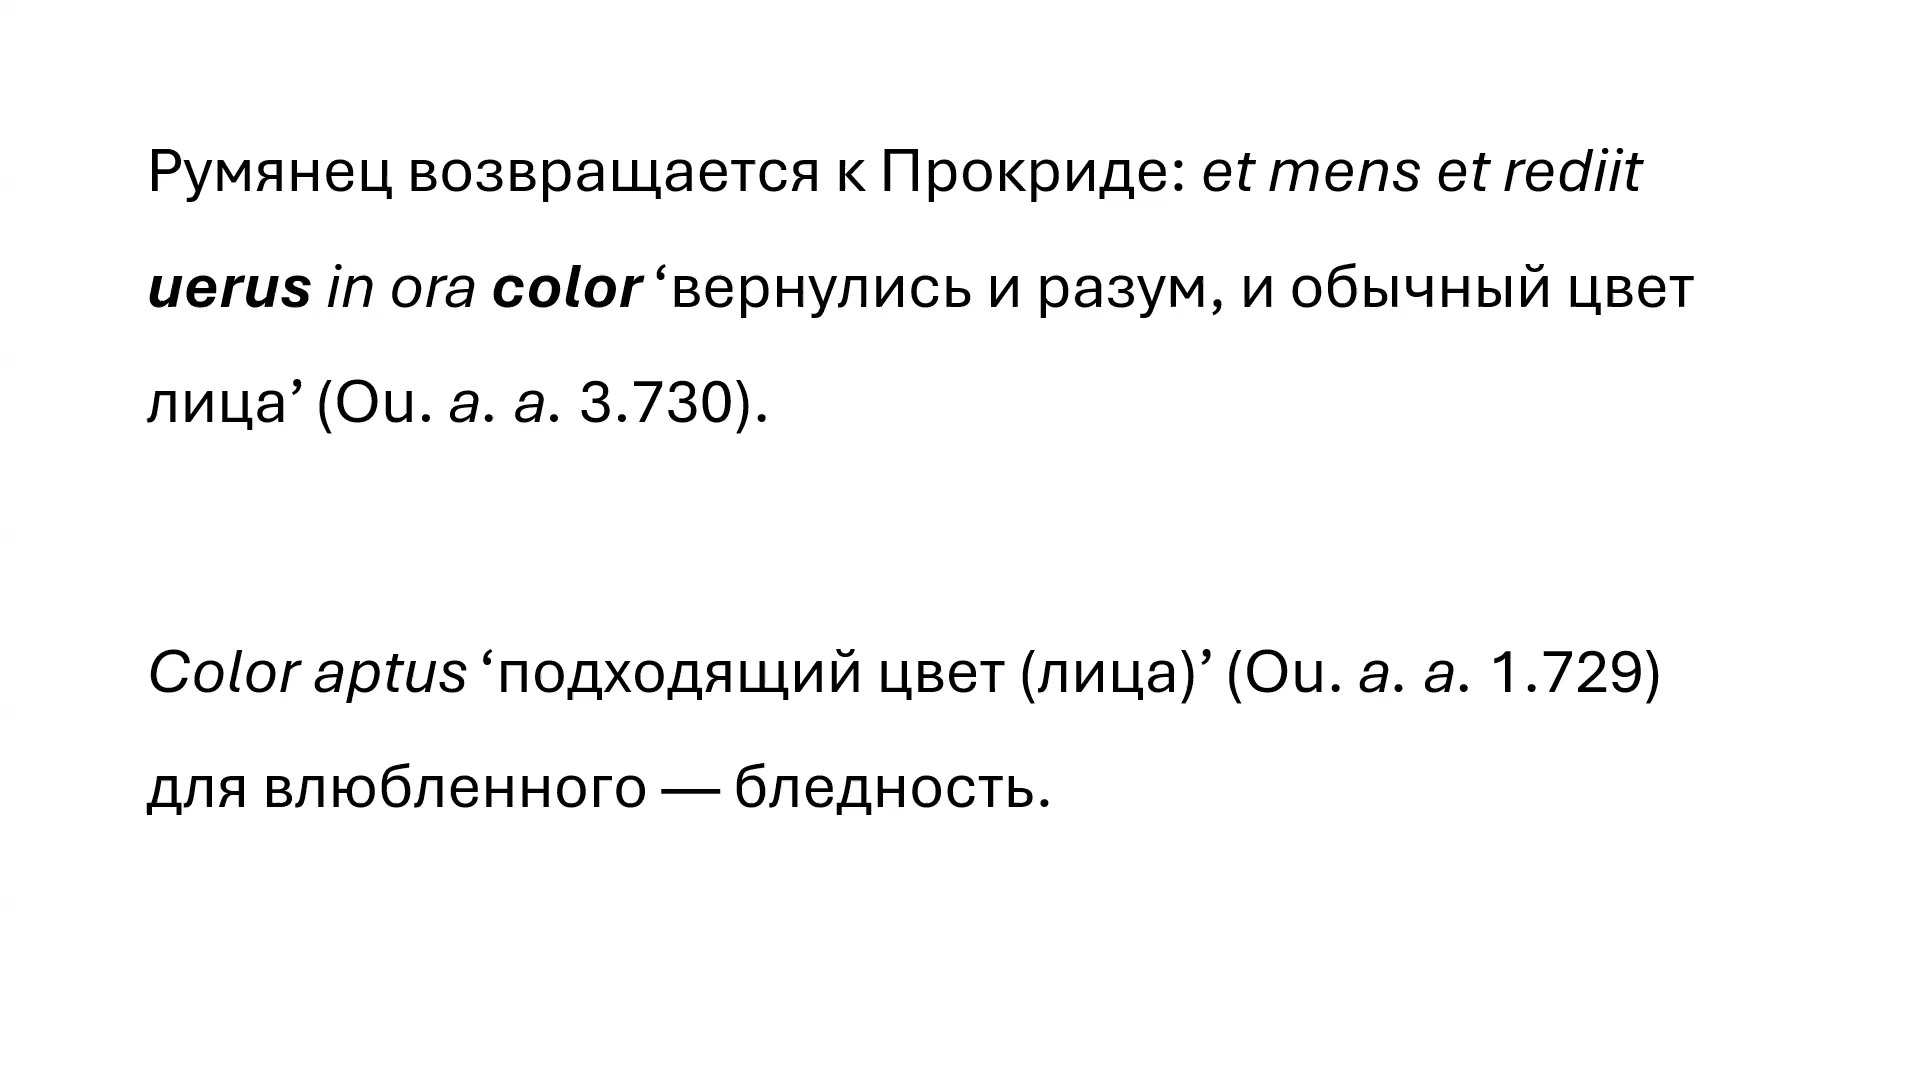 Румянец возвращается к Прокриде: et mens et rediit
uerus in ora color ‘вернулись и разум, и обычный цвет
лица’ (Ou. a. a. 3.730).
Color aptus ‘подходящий цвет (лица)’ (Ou. a. a. 1.729)
для влюбленного — бледность.